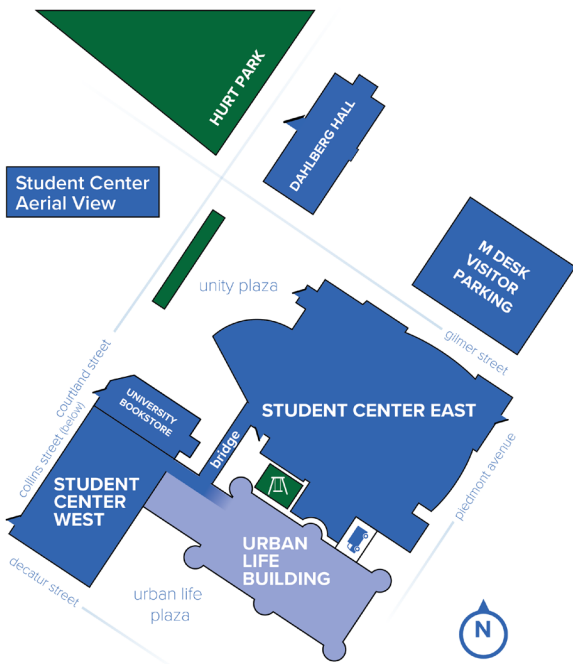 HURT PARK
DAHLBERG HALL
Student Center
Aerial View
M DESK
VISITOR
PARKING
unity plaza
gilmer street
courtland street
collins street (below)
UNIVERSITY
BOOKSTORE
STUDENT CENTER EAST
bridge
piedmont avenue
STUDENT
CENTER
WEST
URBAN
LIFE
BUILDING
decatur street
urban life
plaza
N